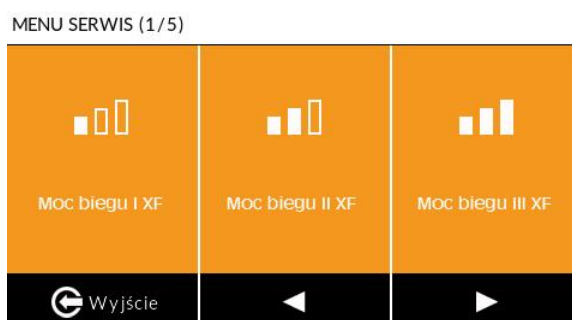 MENU SERWIS (1/5)
Moc biegu I XF
Moc biegu II XF
Moc biegu III XF
Wyjście